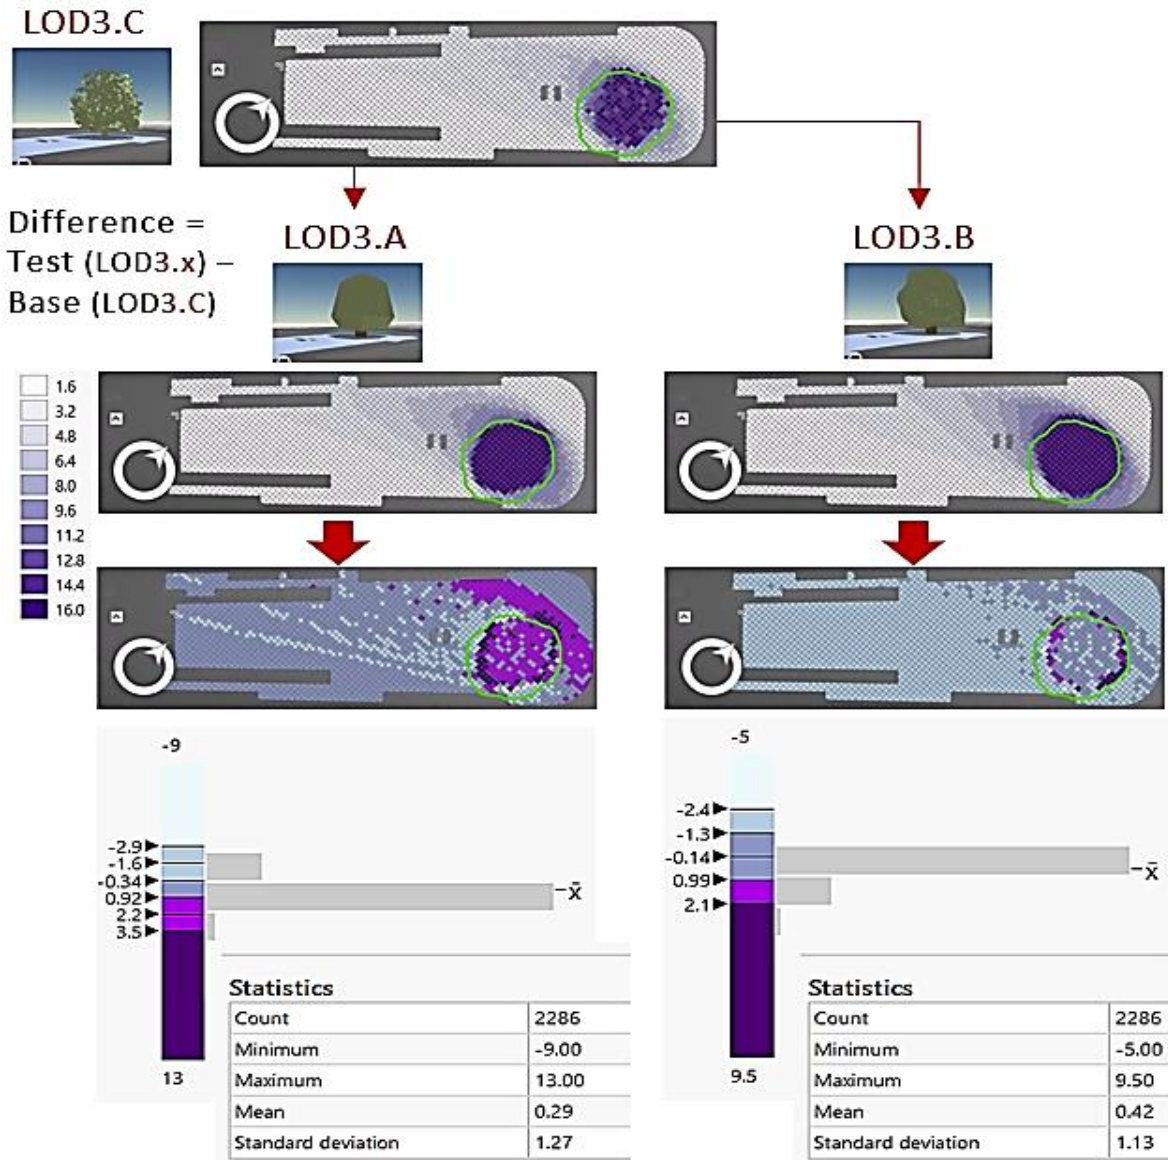 LOD3.C
Difference =
Test (LOD3.x) –
Base (LOD3.C)
LOD3.A
LOD3.B
1.6
3.2
4.8
6.4
8.0
9.6
11.2
12.8
14.4
16.0
-9
-2.9
-1.6
-0.34
0.92
2.2
3.5
13
x̄
Statistics
Count 2286
Minimum -9.00
Maximum 13.00
Mean 0.29
Standard deviation 1.27
-5
-2.4
-1.3
-0.14
0.99
2.1
9.5
x̄
Statistics
Count 2286
Minimum -5.00
Maximum 9.50
Mean 0.42
Standard deviation 1.13